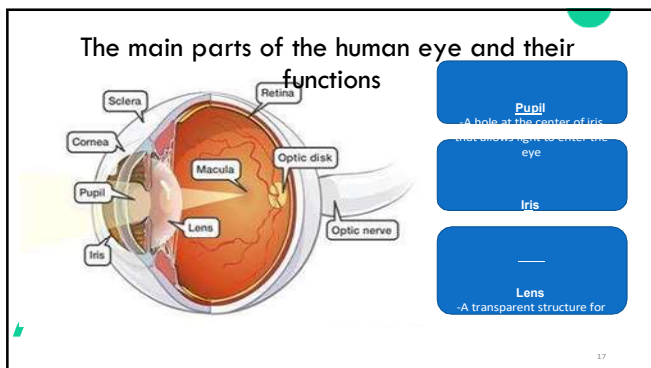 The main parts of the human eye and their
functions
Retina
Sclera
Cornea
Optic disk
Macula
Pupil
Lens
Iris
Optic nerve
Pupil
-A hole at the center of iris
that allows light to enter the
eye
Iris
Lens
-A transparent structure for
17